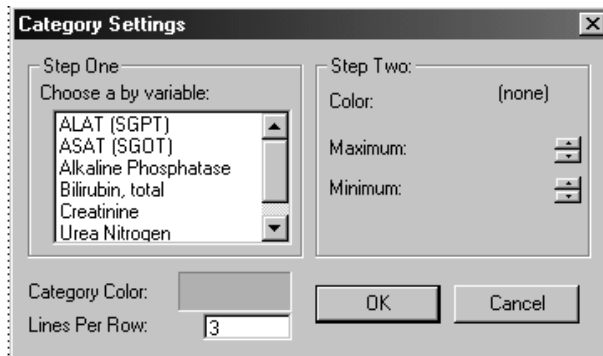 Category Settings
Step One
Choose a by variable:
ALAT (SGPT)
ASAT (SGOT)
Alkaline Phosphatase
Bilirubin, total
Creatinine
Urea Nitrogen
Step Two:
Color: (none)
Maximum:
Minimum:
Category Color:
Lines Per Row: 3
OK Cancel